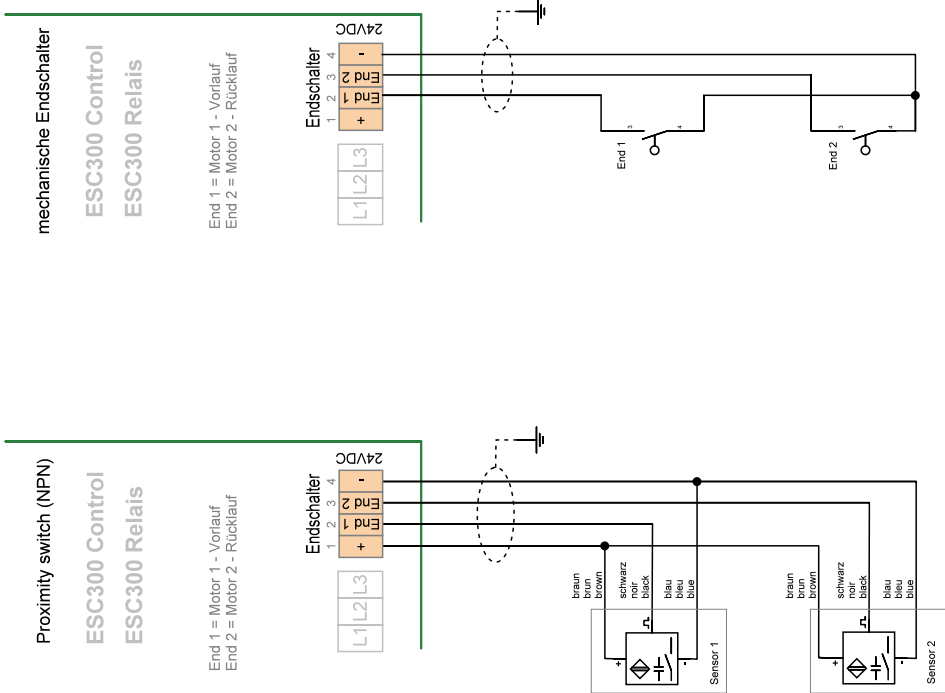 mechanische Endschalter
ESC300 Control
ESC300 Relais
End 1 = Motor 1 - Vorlauf
End 2 = Motor 2 - Rücklauf
Endschalter
24VDC
1 2 3 4
+ End 1 End 2 -
L1 L2 L3
End 1
3
4
End 2
3
4
Proximity switch (NPN)
ESC300 Control
ESC300 Relais
End 1 = Motor 1 - Vorlauf
End 2 = Motor 2 - Rücklauf
Endschalter
24VDC
1 2 3 4
+ End 1 End 2 -
L1 L2 L3
braun
brun
brown
schwarz
noir
black
blau
bleu
blue
+
-
Sensor 1
braun
brun
brown
schwarz
noir
black
blau
bleu
blue
+
-
Sensor 2